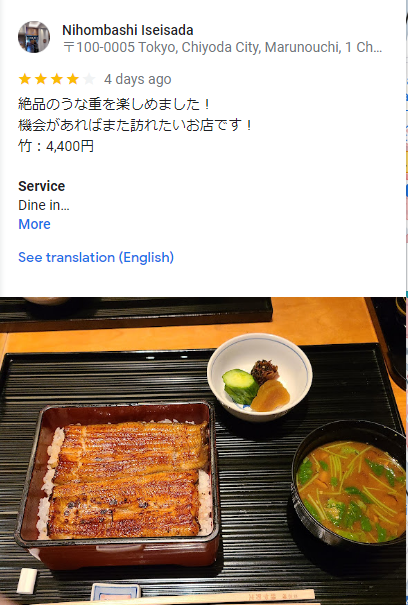 Nihombashi Iseisada
〒100-0005 Tokyo, Chiyoda City, Marunouchi, 1 Ch...
4 days ago
絶品のうな重を楽しめました！
機会があればまた訪れたいお店です！
竹：4,400円
Service
Dine in...
More
See translation (English)